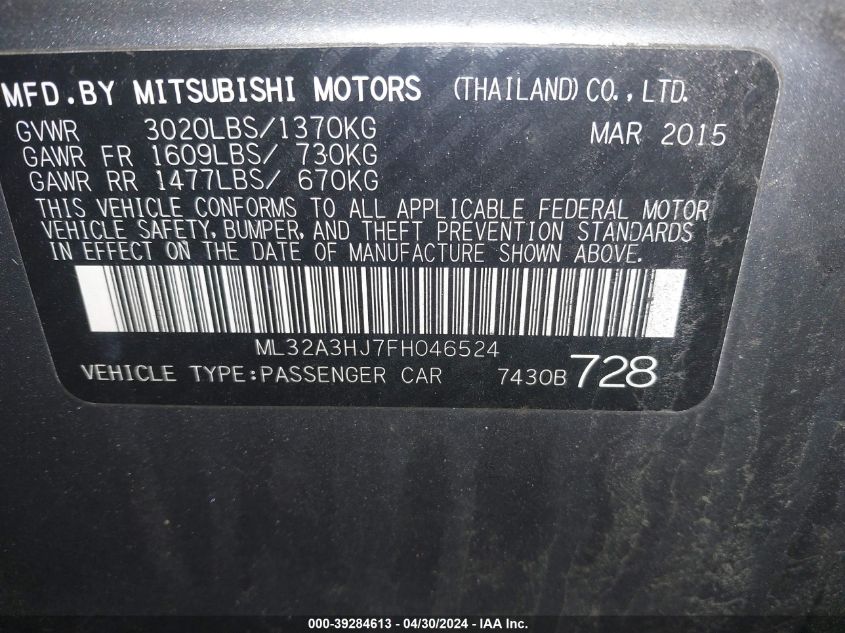 MFD.BY MITSUBISHI MOTORS (THAILAND) CO., LTD.
GVWR 3020LBS/1370KG MAR 2015
GAWR FR 1609LBS/ 730KG
GAWR RR 1477LBS/ 670KG
THIS VEHICLE CONFORMS TO ALL APPLICABLE FEDERAL MOTOR
VEHICLE SAFETY, BUMPER, AND THEFT PREVENTION STANDARDS
IN EFFECT ON THE DATE OF MANUFACTURE SHOWN ABOVE.
ML32A3HJ7FH046524
VEHICLE TYPE:PASSENGER CAR 7430B 728
000-39284613 - 04/30/2024 - IAA Inc.